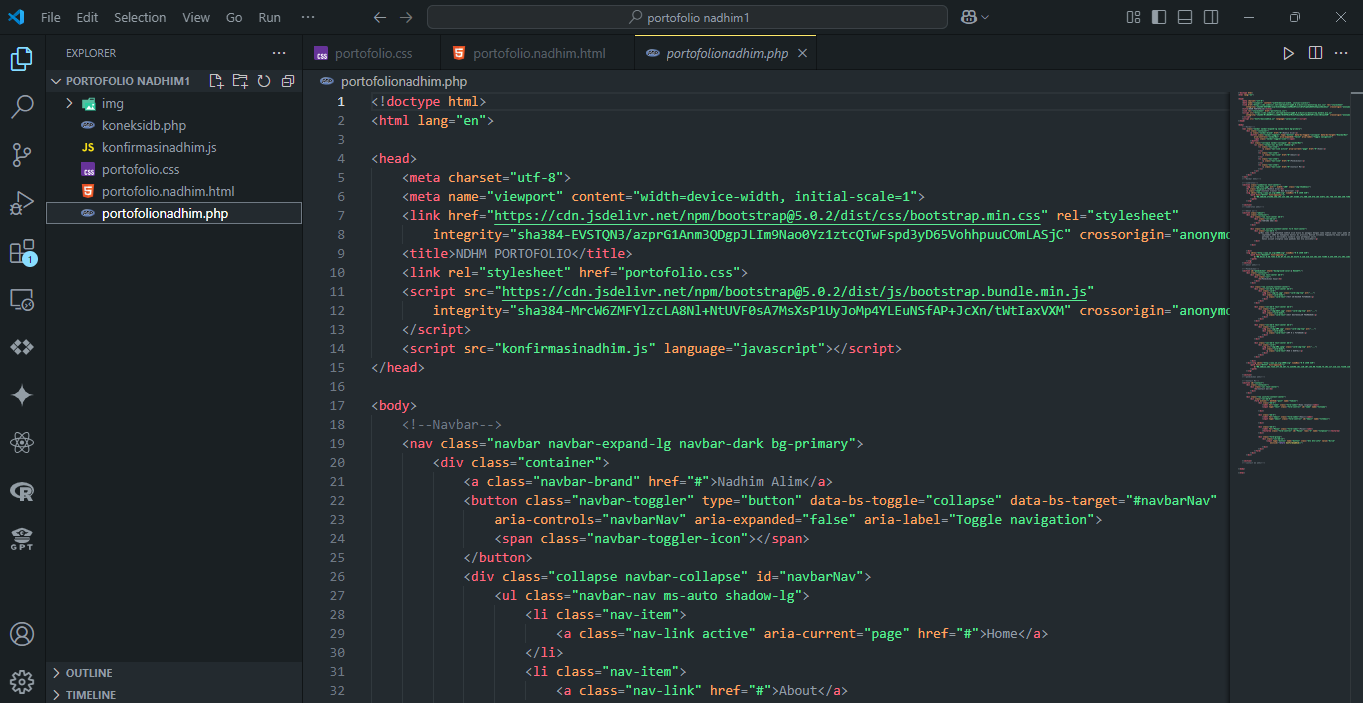 File Edit Selection View Go Run ··· portofolio nadhim1
EXPLORER ···
PORTOFOLIO NADHIM1
img
koneksidb.php
JS konfirmasinadhim.js
css portofolio.css
5 portofolio.nadhim.html
php portofolionadhim.php
OUTLINE
TIMELINE
1
GPT
css portofolio.css 5 portofolio.nadhim.html php portofolionadhim.php
php portofolionadhim.php
1 <!doctype html>
2 <html lang="en">
3
4 <head>
5 <meta charset="utf-8">
6 <meta name="viewport" content="width=device-width, initial-scale=1">
7 <link href="https://cdn.jsdelivr.net/npm/bootstrap@5.0.2/dist/css/bootstrap.min.css" rel="stylesheet"
8 integrity="sha384-EVSTQN3/azprG1Anm3QDgpJLIm9Nao0Yz1ztcQTwFspd3yD65VohhpuuCOmLASjC" crossorigin="anonymo
9 <title>NDHM PORTOFOLIO</title>
10 <link rel="stylesheet" href="portofolio.css">
11 <script src="https://cdn.jsdelivr.net/npm/bootstrap@5.0.2/dist/js/bootstrap.bundle.min.js"
12 integrity="sha384-MrcW6ZMFYlzcLA8Nl+NtUVF0sA7MsXsP1UyJoMp4YLEuNSfAP+JcXn/tWtIaxVXM" crossorigin="anonymo
13 </script>
14 <script src="konfirmasinadhim.js" language="javascript"></script>
15 </head>
16
17 <body>
18 <!--Navbar-->
19 <nav class="navbar navbar-expand-lg navbar-dark bg-primary">
20 <div class="container">
21 <a class="navbar-brand" href="#">Nadhim Alim</a>
22 <button class="navbar-toggler" type="button" data-bs-toggle="collapse" data-bs-target="#navbarNav"
23 aria-controls="navbarNav" aria-expanded="false" aria-label="Toggle navigation">
24 <span class="navbar-toggler-icon"></span>
25 </button>
26 <div class="collapse navbar-collapse" id="navbarNav">
27 <ul class="navbar-nav ms-auto shadow-lg">
28 <li class="nav-item">
29 <a class="nav-link active" aria-current="page" href="#">Home</a>
30 </li>
31 <li class="nav-item">
32 <a class="nav-link" href="#">About</a>